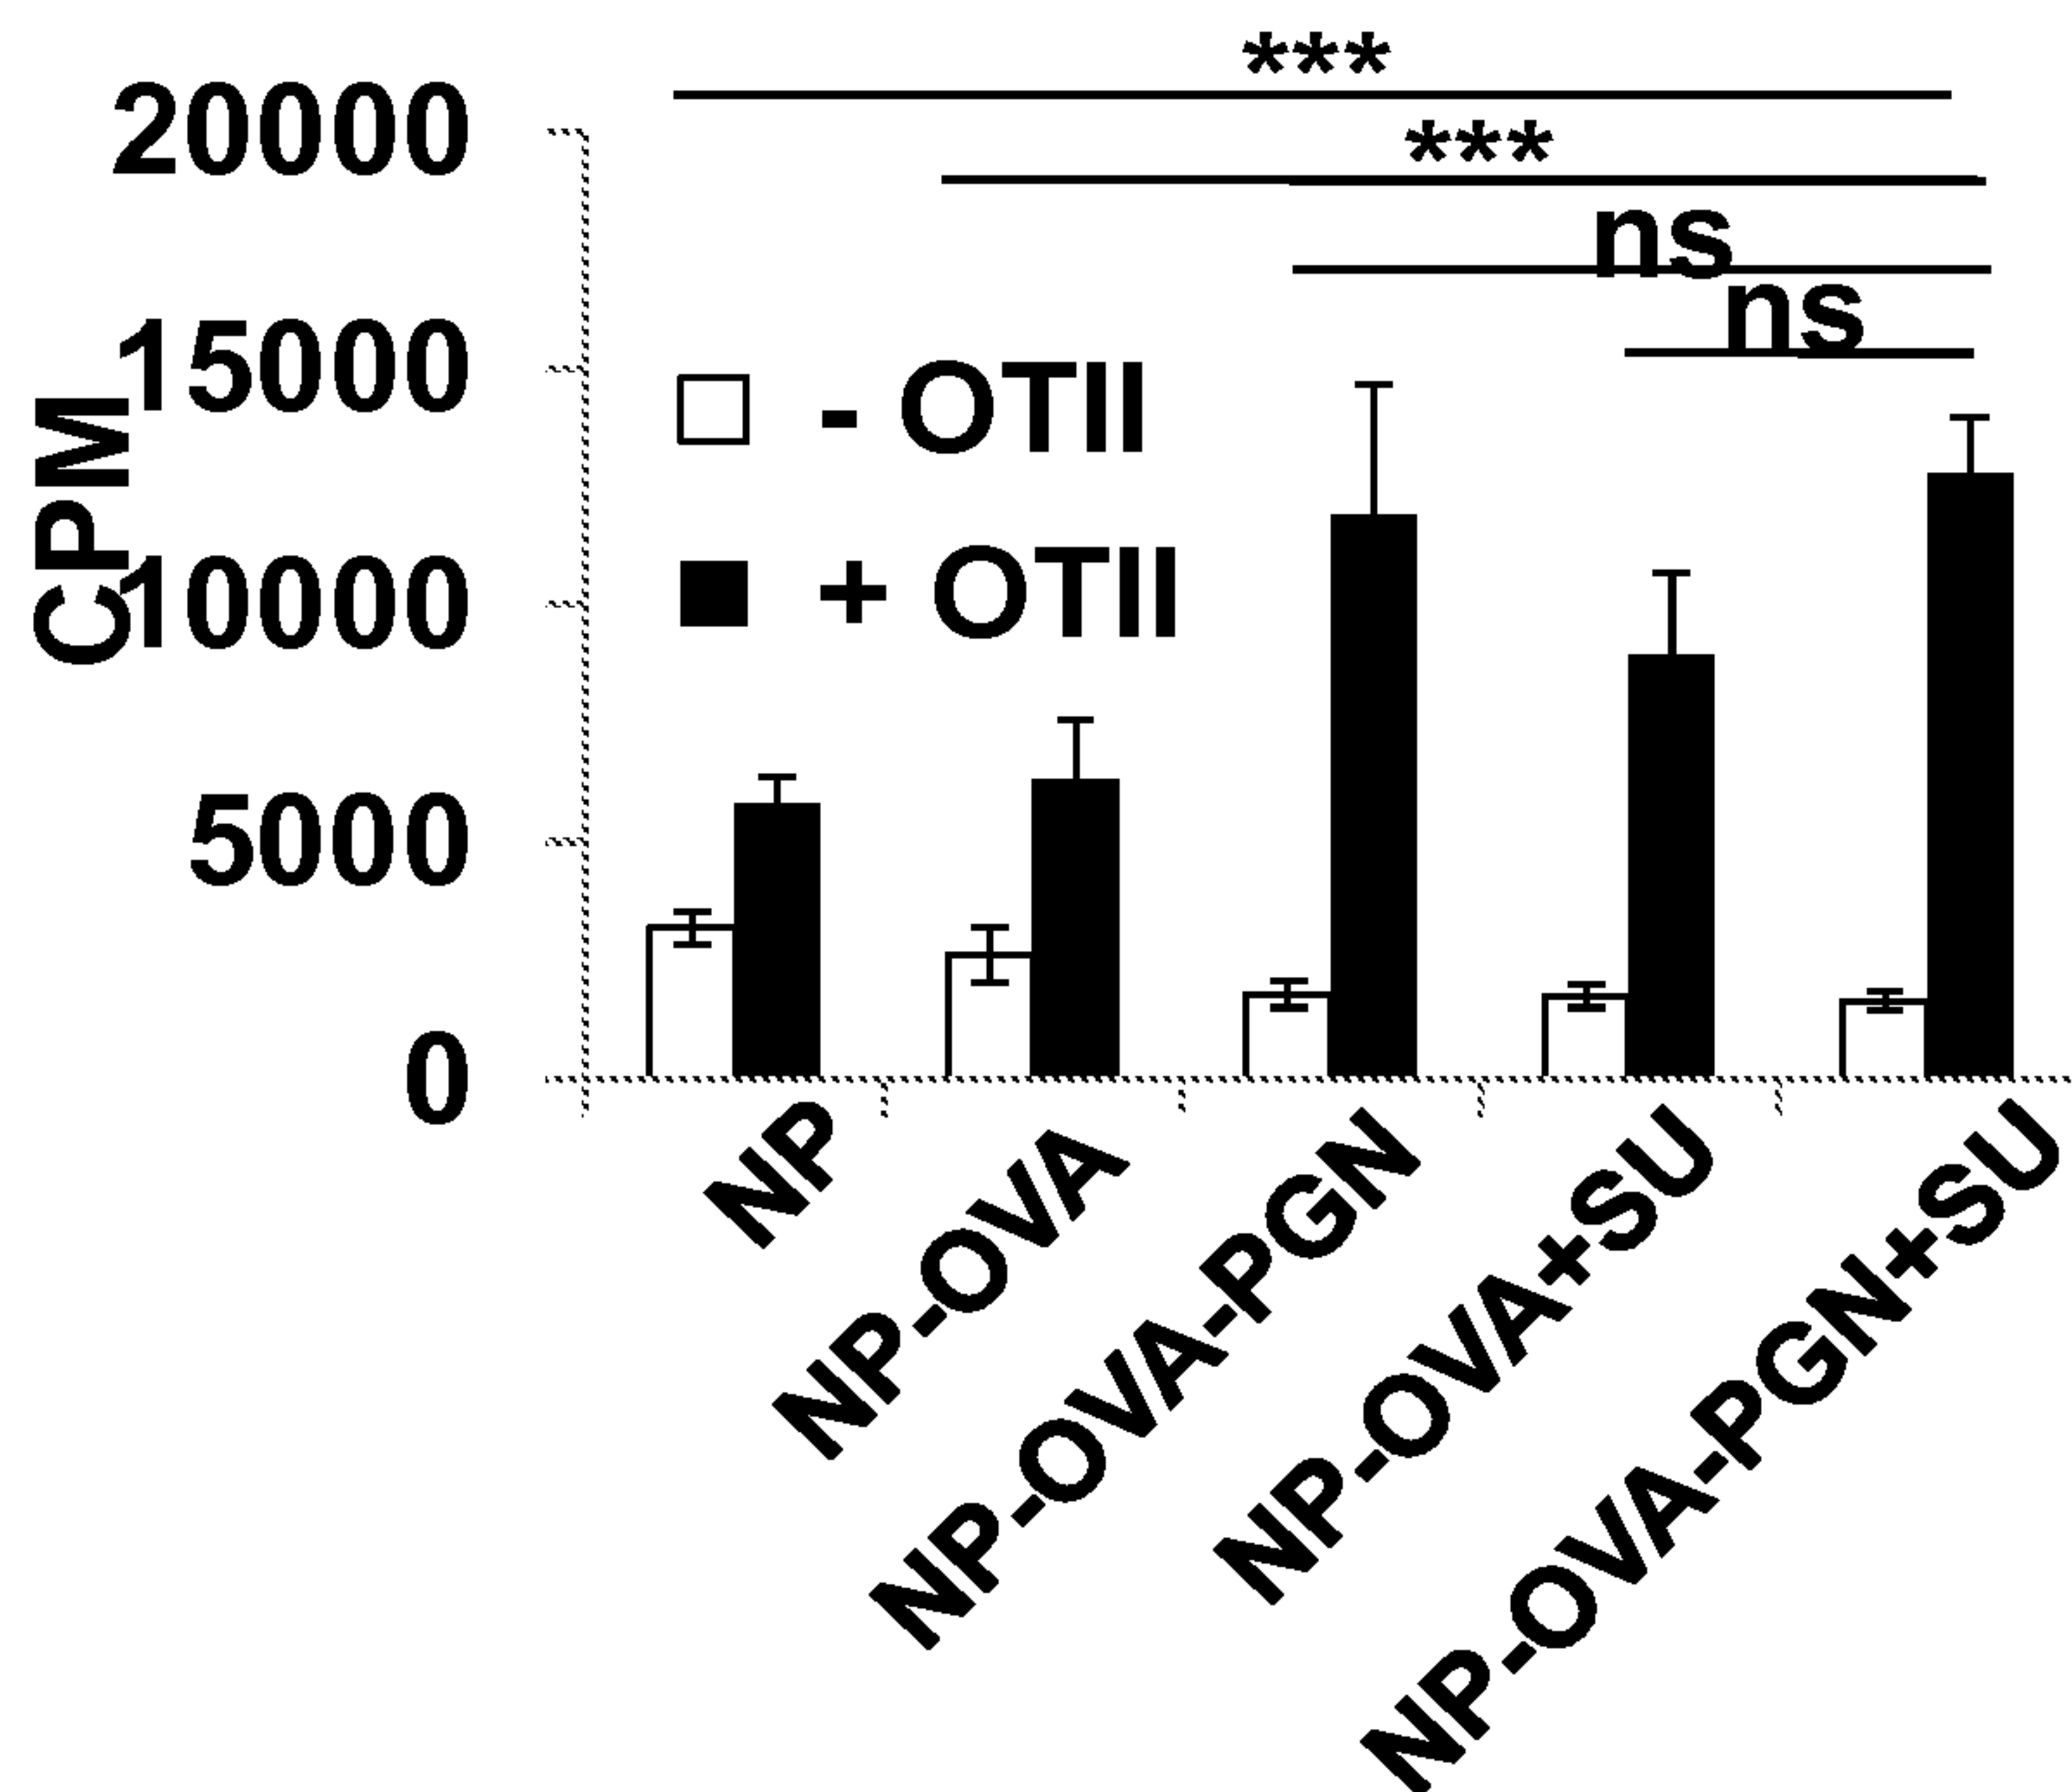 ***
20000
***
ns
ns
15000
- OTII
CPM
10000
+ OTII
5000
0
NP
NP-OVA
NP-OVA-PGN
NP-OVA+SU
NP-OVA-PGN+SU